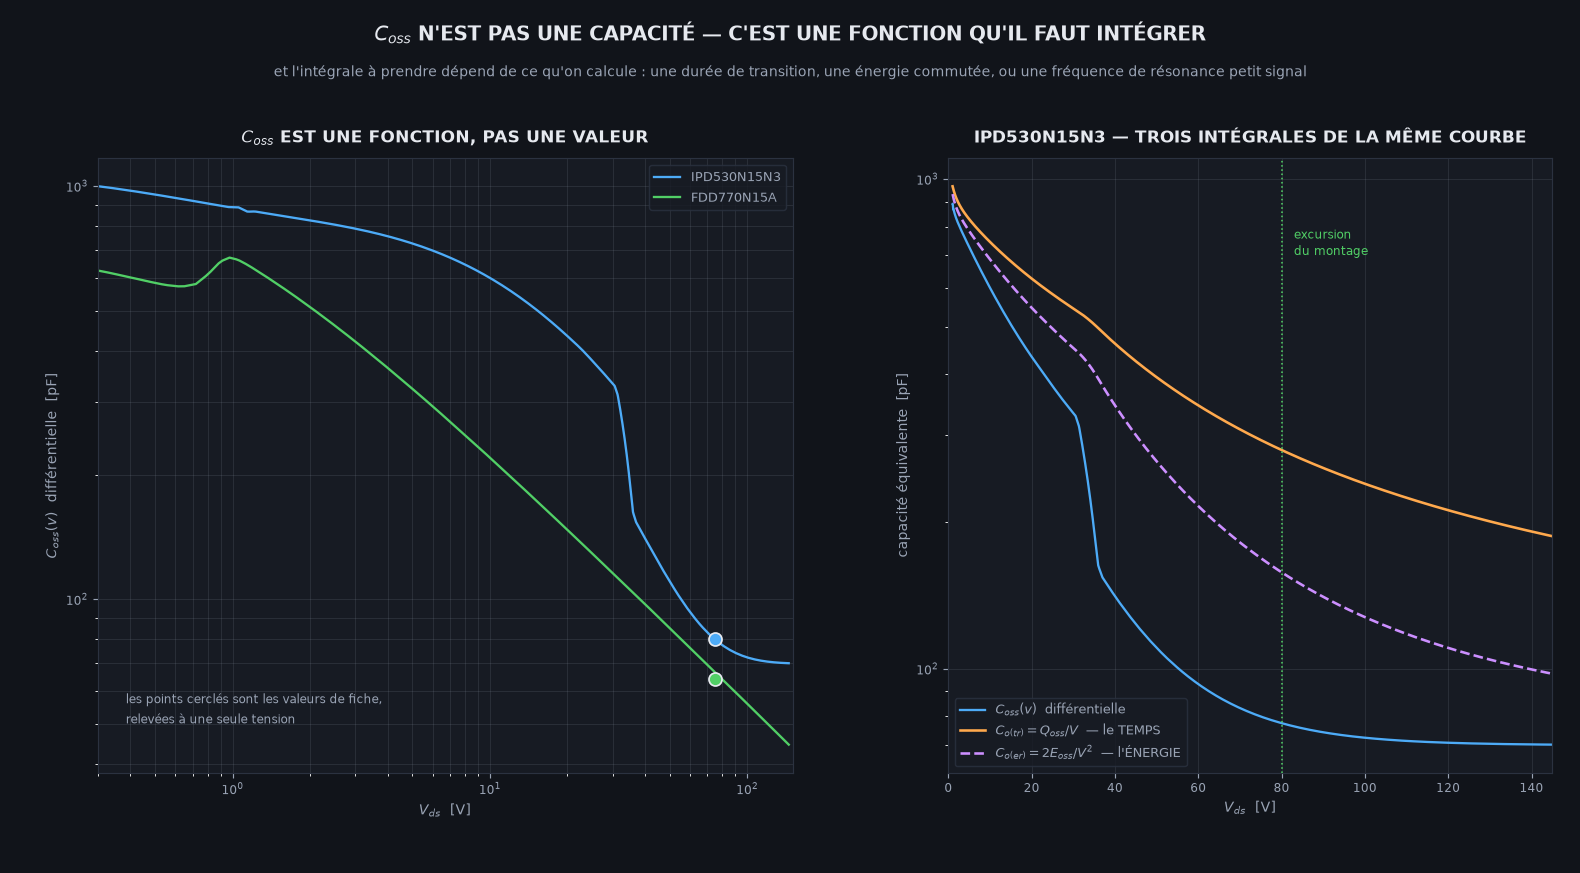 C_oss N'EST PAS UNE CAPACITÉ — C'EST UNE FONCTION QU'IL FAUT INTÉGRER
et l'intégrale à prendre dépend de ce qu'on calcule : une durée de transition, une énergie commutée, ou une fréquence de résonance petit signal
C_oss EST UNE FONCTION, PAS UNE VALEUR
C_oss(v) différentielle [pF]
10³
10²
IPD530N15N3
FDD770N15A
les points cerclés sont les valeurs de fiche,
relevées à une seule tension
10⁰
10¹
10²
V_ds [V]
IPD530N15N3 — TROIS INTÉGRALES DE LA MÊME COURBE
capacité équivalente [pF]
10³
10²
excursion
du montage
C_oss(v) différentielle
C_o(tr) = Q_oss/V — le TEMPS
C_o(er) = 2E_oss/V² — l'ÉNERGIE
0
20
40
60
80
100
120
140
V_ds [V]